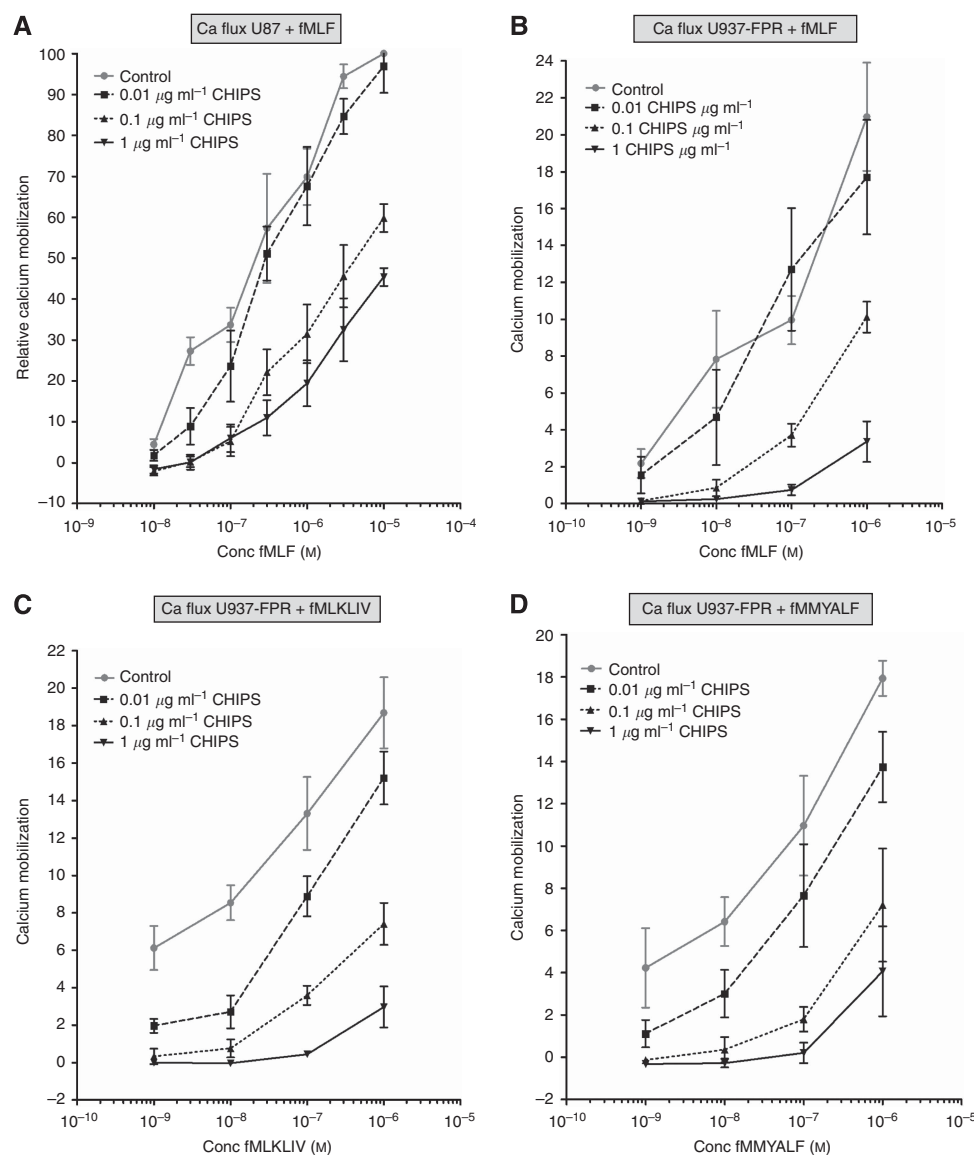 A
Ca flux U87 + fMLF
Control
0.01 μg ml⁻¹ CHIPS
0.1 μg ml⁻¹ CHIPS
1 μg ml⁻¹ CHIPS
Relative calcium mobilization
100
90
80
70
60
50
40
30
20
10
0
–10
10⁻⁹ 10⁻⁸ 10⁻⁷ 10⁻⁶ 10⁻⁵ 10⁻⁴
Conc fMLF (M)
B
Ca flux U937-FPR + fMLF
Control
0.01 CHIPS μg ml⁻¹
0.1 CHIPS μg ml⁻¹
1 CHIPS μg ml⁻¹
Calcium mobilization
24
22
20
18
16
14
12
10
8
6
4
2
0
10⁻¹⁰ 10⁻⁹ 10⁻⁸ 10⁻⁷ 10⁻⁶ 10⁻⁵
Conc fMLF (M)
C
Ca flux U937-FPR + fMLKLIV
Control
0.01 μg ml⁻¹ CHIPS
0.1 μg ml⁻¹ CHIPS
1 μg ml⁻¹ CHIPS
Calcium mobilization
22
20
18
16
14
12
10
8
6
4
2
0
–2
10⁻¹⁰ 10⁻⁹ 10⁻⁸ 10⁻⁷ 10⁻⁶ 10⁻⁵
Conc fMLKLIV (M)
D
Ca flux U937-FPR + fMMYALF
Control
0.01 μg ml⁻¹ CHIPS
0.1 μg ml⁻¹ CHIPS
1 μg ml⁻¹ CHIPS
Calcium mobilization
20
18
16
14
12
10
8
6
4
2
0
–2
10⁻¹⁰ 10⁻⁹ 10⁻⁸ 10⁻⁷ 10⁻⁶ 10⁻⁵
Conc fMMYALF (M)